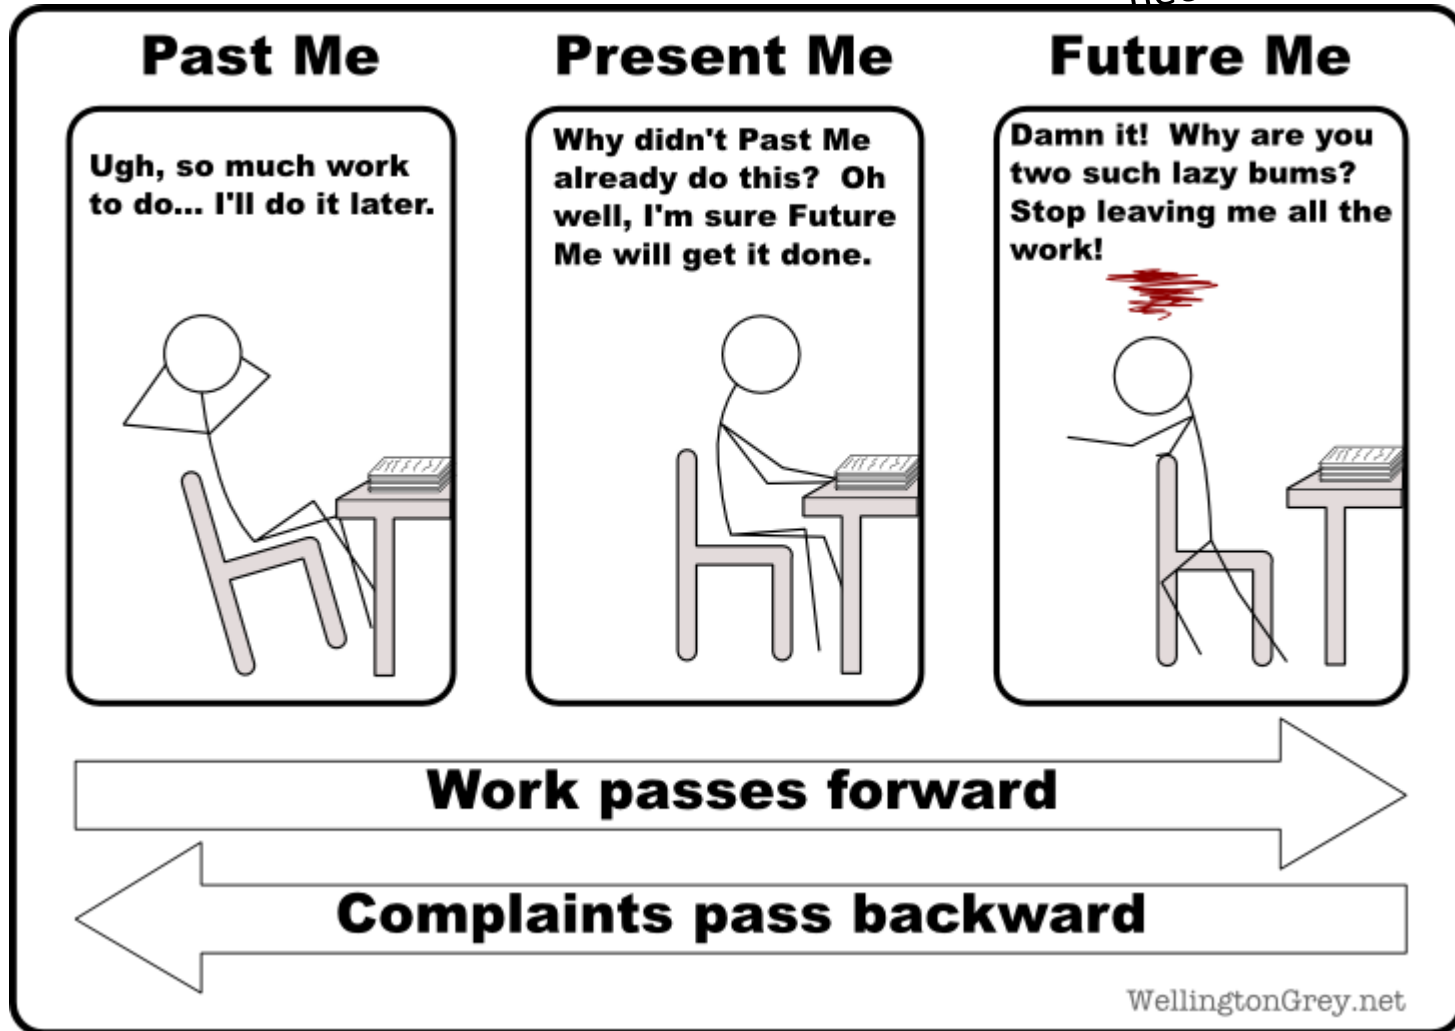 Past Me
Present Me
Future Me
Ugh, so much work
to do... I'll do it later.
Why didn't Past Me
already do this?  Oh
well, I'm sure Future
Me will get it done.
Damn it!  Why are you
two such lazy bums?
Stop leaving me all the
work!
Work passes forward
Complaints pass backward
WellingtonGrey.net